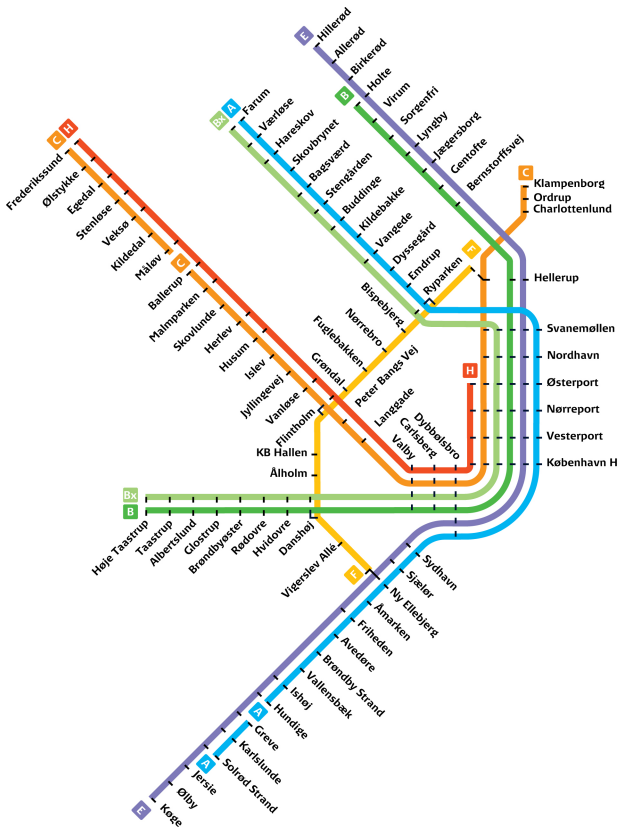 E
Hillerød
Allerød
Birkerød
Holte
B
Virum
Sorgenfri
Lyngby
Jægersborg
Gentofte
Bernstorffsvej
Bx
A
Farum
Værløse
Hareskov
Skovbrynet
Bagsværd
Stengården
Buddinge
Kildebakke
Vangede
Dyssegård
Emdrup
Ryparken
F
C
Klampenborg
Ordrup
Charlottenlund
Hellerup
Svanemøllen
Nordhavn
H
Østerport
Nørreport
Vesterport
København H
C
H
Frederikssund
Ølstykke
Egedal
Stenløse
Veksø
Kildedal
Måløv
C
Ballerup
Malmparken
Skovlunde
Herlev
Husum
Islev
Jyllingevej
Vanløse
Flintholm
Peter Bangs Vej
Langgade
Valby
Carlsberg
Dybbølsbro
Bispebjerg
Nørrebro
Fuglebakken
Grøndal
KB Hallen
Ålholm
Bx
B
Høje Taastrup
Taastrup
Albertslund
Glostrup
Brøndbyøster
Rødovre
Hvidovre
Danshøj
Vigerslev Allé
F
Ny Ellebjerg
Sydhavn
Sjælør
Åmarken
Friheden
Avedøre
Brøndby Strand
Vallensbæk
Ishøj
Hundige
A
Greve
Karlslunde
Solrød Strand
A
Jersie
Ølby
Køge
E